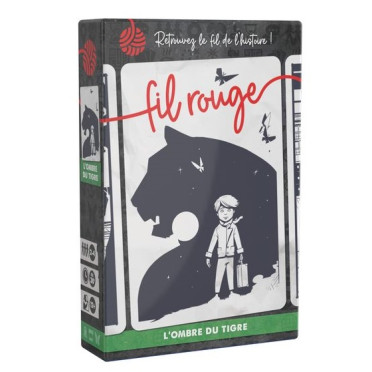 Retrouvez le fil de l'histoire !
fil rouge
L'OMBRE DU TIGRE
L'OMBRE
DU TIGRE